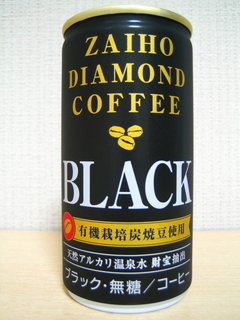 ZAIHO
DIAMOND
COFFEE
BLACK
有機栽培炭焼豆使用
天然アルカリ温泉水 財宝抽出
ブラック・無糖／コーヒー